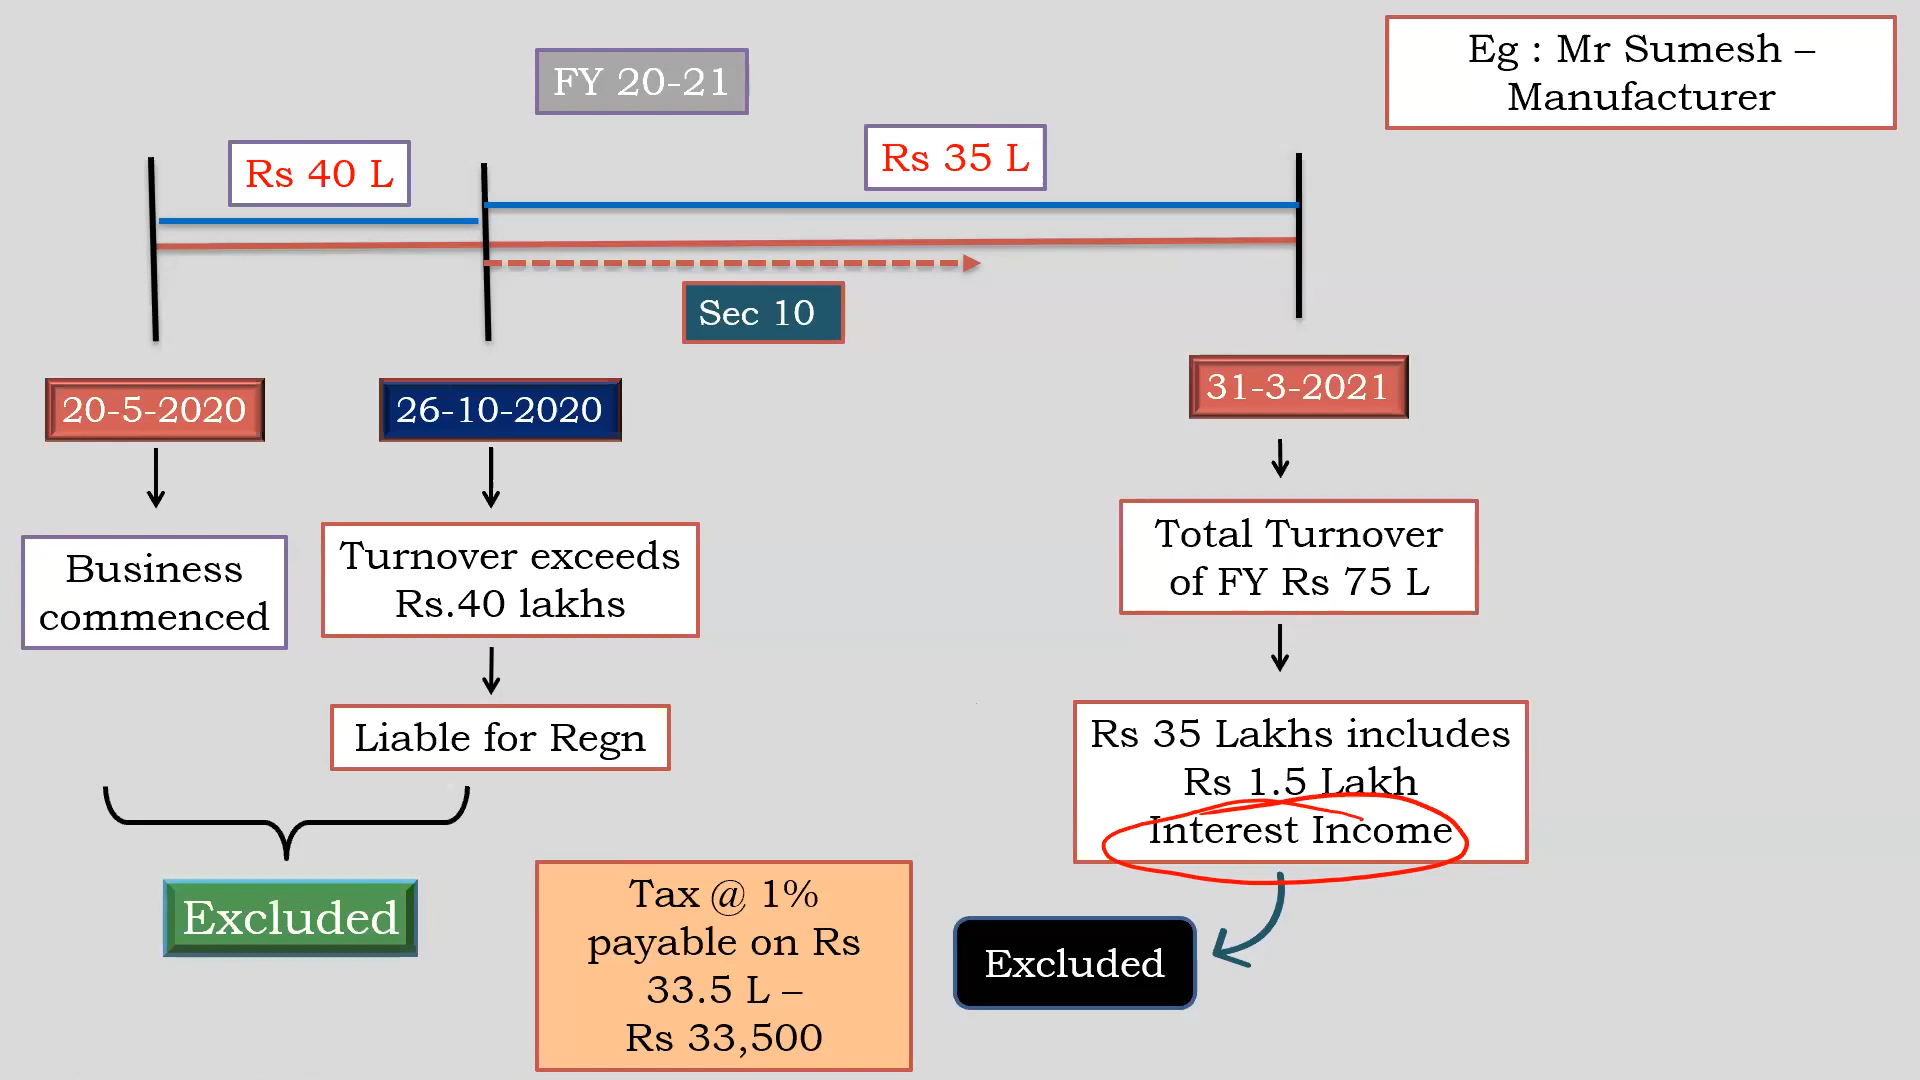 Eg : Mr Sumesh –
Manufacturer
FY 20-21
Rs 40 L
Rs 35 L
Sec 10
20-5-2020
26-10-2020
31-3-2021
Business
commenced
Turnover exceeds
Rs.40 lakhs
Liable for Regn
Excluded
Total Turnover
of FY Rs 75 L
Rs 35 Lakhs includes
Rs 1.5 Lakh
Interest Income
Excluded
Tax @ 1%
payable on Rs
33.5 L –
Rs 33,500